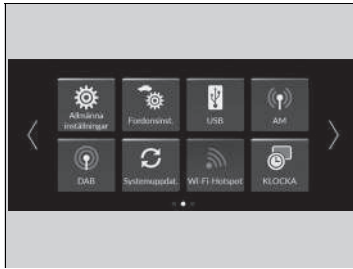 Allmänna
inställningar
Fordonsinst.
USB
AM
DAB
Systemuppdat.
Wi-Fi Hotspot
KLOCKA